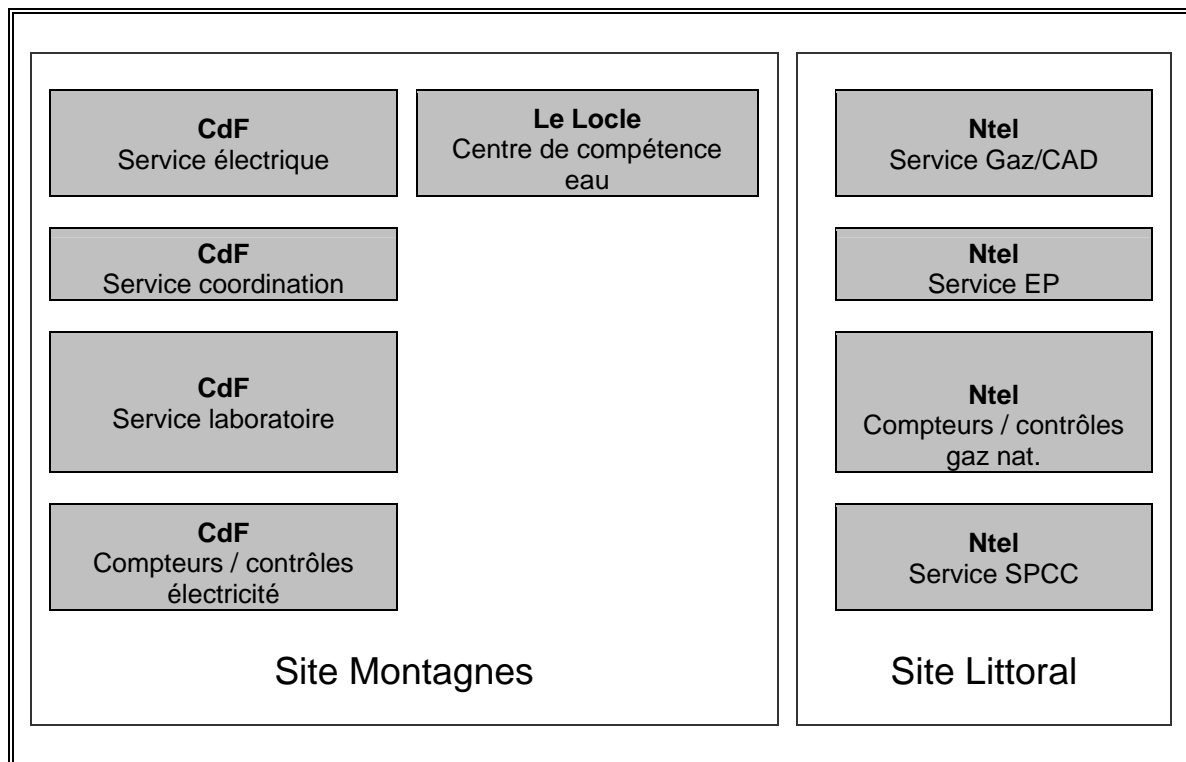 CdF
Service électrique
Le Locle
Centre de compétence
eau
CdF
Service coordination
CdF
Service laboratoire
CdF
Compteurs / contrôles
électricité
Site Montagnes
Ntel
Service Gaz/CAD
Ntel
Service EP
Ntel
Compteurs / contrôles
gaz nat.
Ntel
Service SPCC
Site Littoral